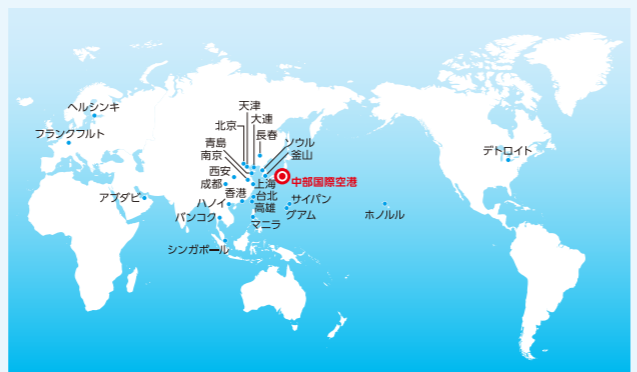 ヘルシンキ
フランクフルト
アブダビ
天津
大連
北京
長春
青島
ソウル
南京
釜山
西安
成都
上海
中部国際空港
香港
台北
サイパン
ハノイ
高雄
グアム
バンコク
マニラ
シンガポール
ホノルル
デトロイト